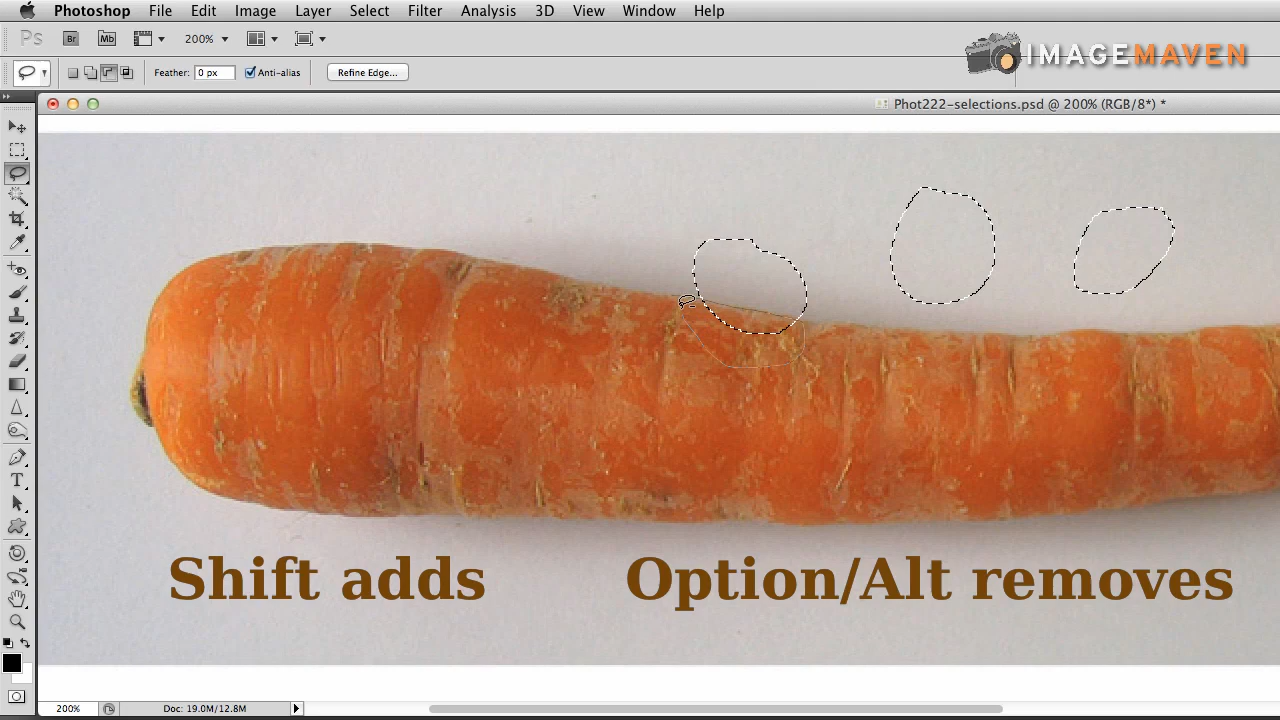 Photoshop File Edit Image Layer Select Filter Analysis 3D View Window Help
Ps Br Mb 200%
IMAGEMAVEN
Feather: 0 px Anti-alias Refine Edge...
Phot222-selections.psd @ 200% (RGB/8*) *
T
Shift adds Option/Alt removes
200% Doc: 19.0M/12.8M